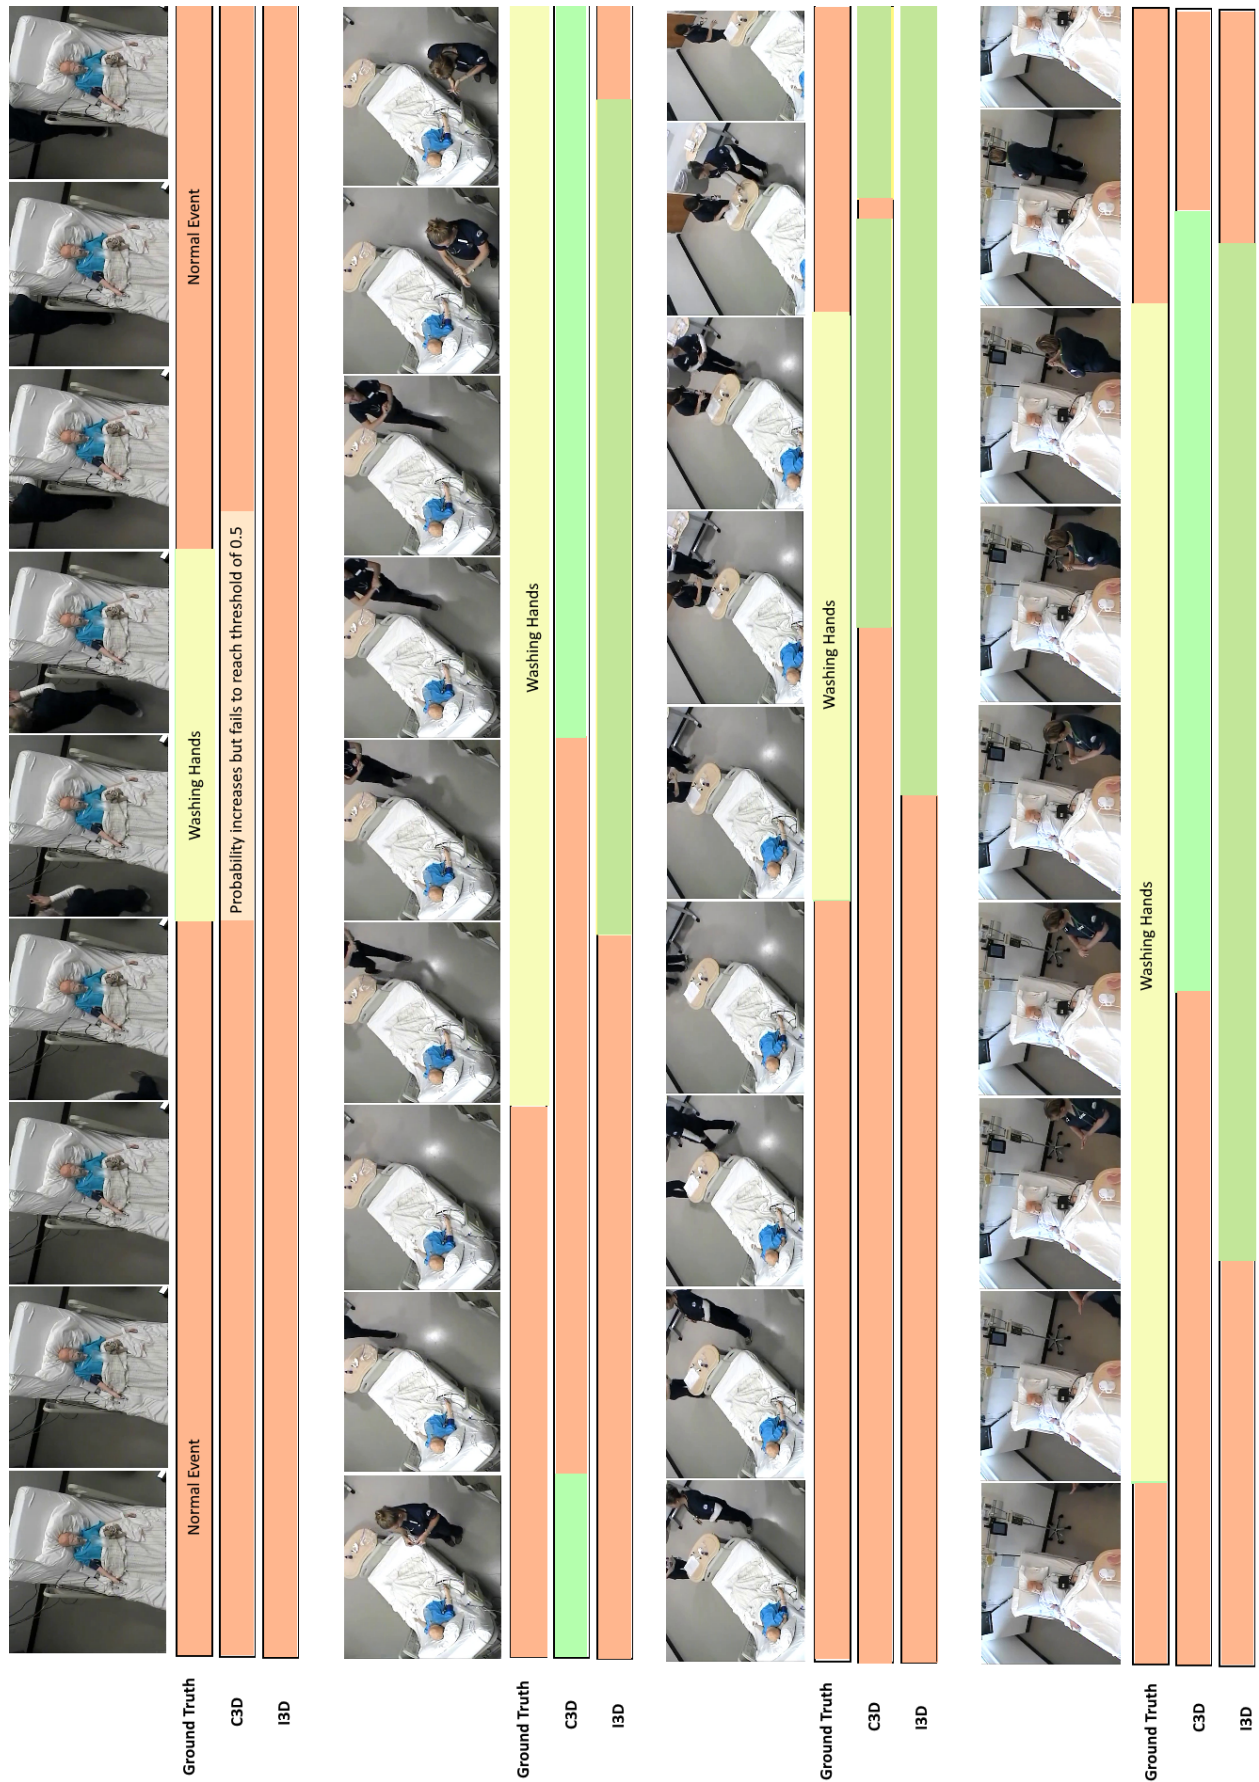 Ground Truth
Normal Event
Washing Hands
Normal Event
C3D
Probability increases but fails to reach threshold of 0.5
I3D
Ground Truth
Washing Hands
C3D
I3D
Ground Truth
Washing Hands
C3D
I3D
Ground Truth
Washing Hands
C3D
I3D